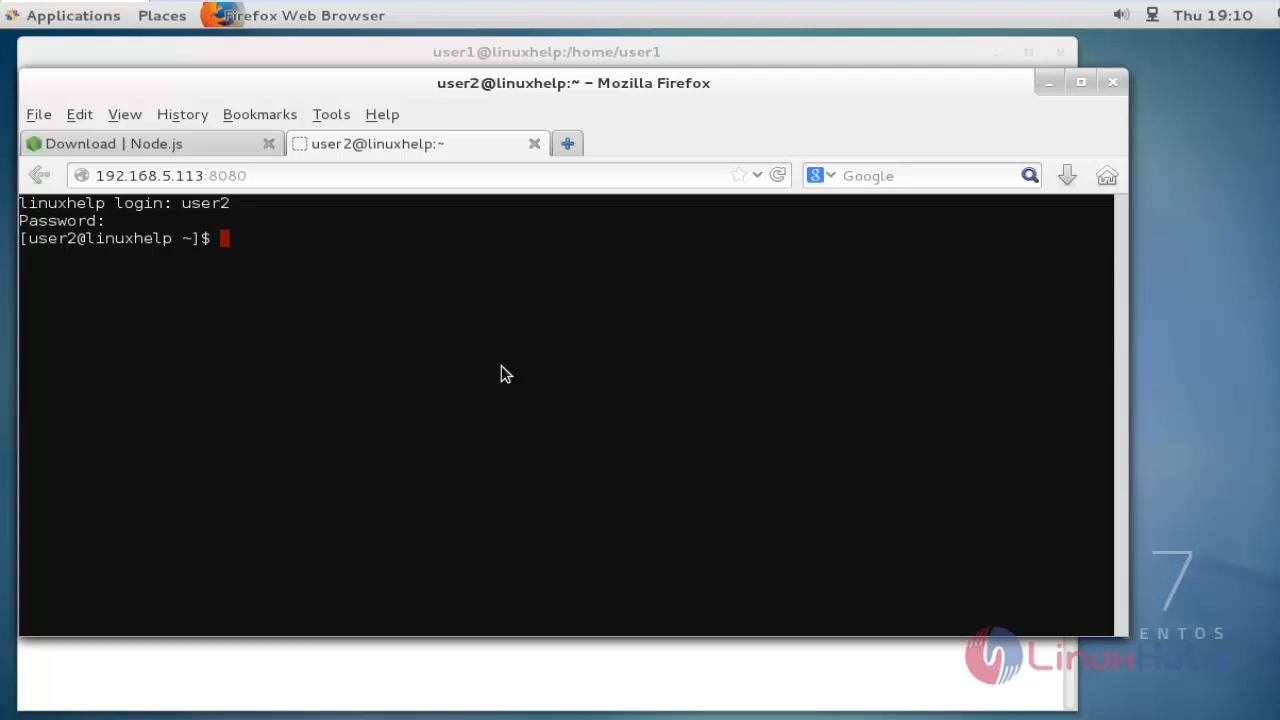 Applications Places Firefox Web Browser Thu 19:10
user1@linuxhelp:/home/user1
user2@linuxhelp:~ - Mozilla Firefox
File Edit View History Bookmarks Tools Help
Download | Node.js user2@linuxhelp:~
192.168.5.113:8080 Google
linuxhelp login: user2
Password:
[user2@linuxhelp ~]$
7
ENTOS
LinuxHelp